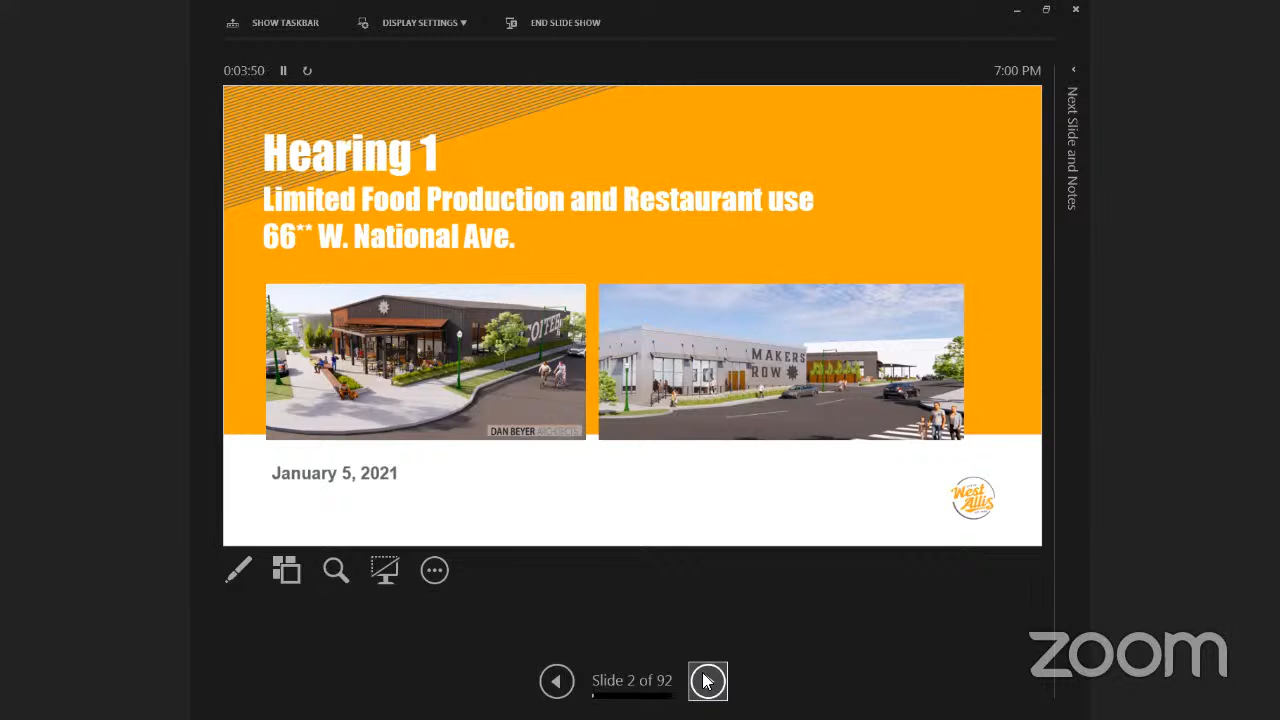 SHOW TASKBAR
DISPLAY SETTINGS ▼
END SLIDE SHOW
0:03:50
7:00 PM
Next Slide and Notes
Hearing 1
Limited Food Production and Restaurant use
66** W. National Ave.
MAKERS
ROW
DAN BEYER ARCHITECTS
January 5, 2021
West
Allis
Slide 2 of 92
zoom